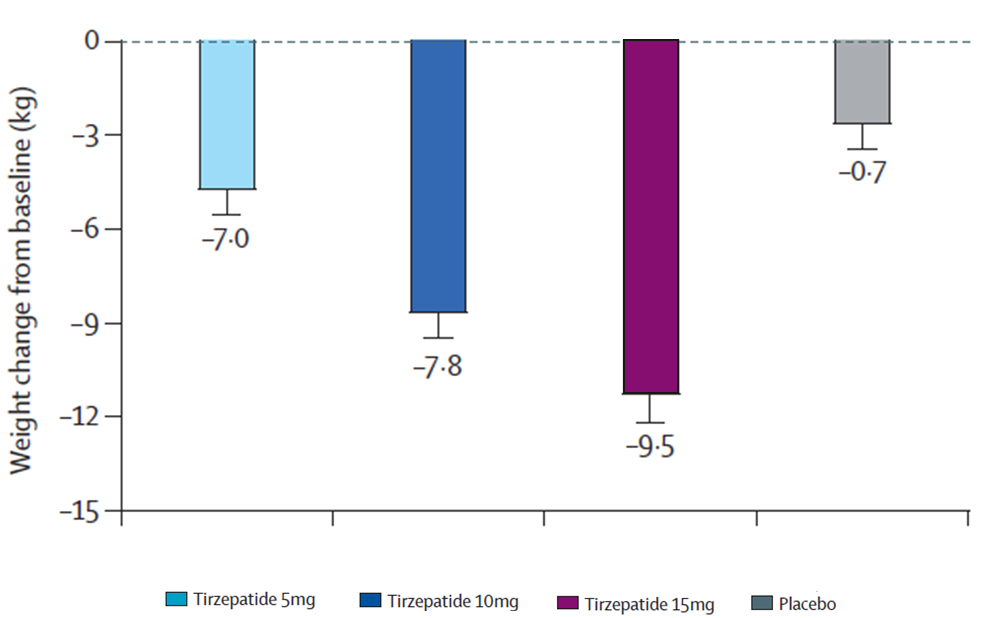 Weight change from baseline (kg)
0
–3
–6
–9
–12
–15
–7·0
–7·8
–9·5
–0·7
Tirzepatide 5mg
Tirzepatide 10mg
Tirzepatide 15mg
Placebo